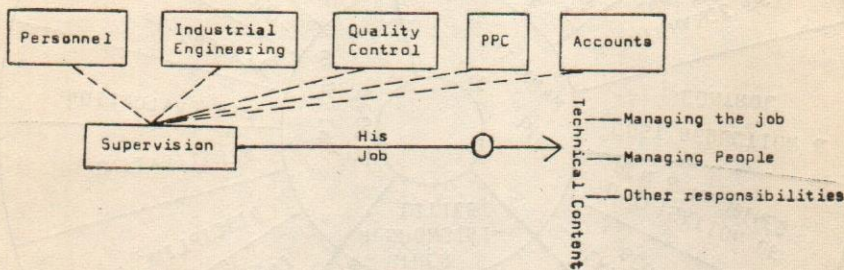 Personnel
Industrial
Engineering
Quality
Control
PPC
Accounts
Supervision
His
Job
Technical Content
Managing the job
Managing People
Other responsibilities